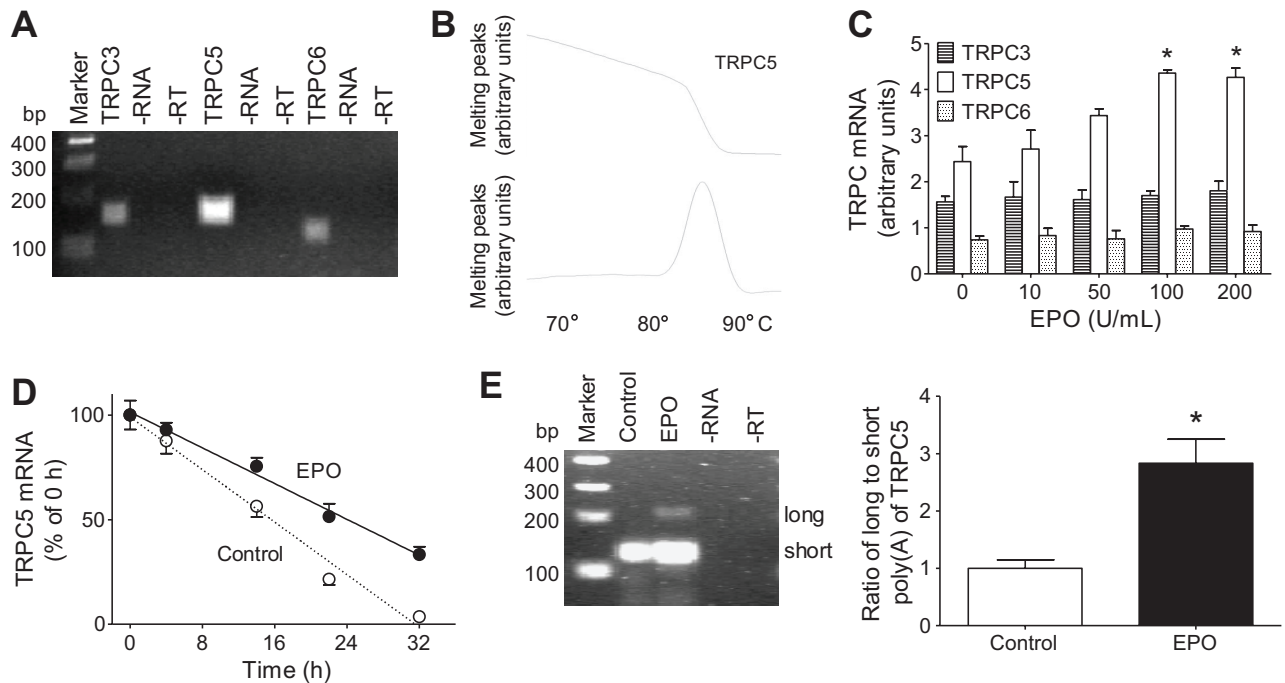 A
bp
Marker
TRPC3
-RNA
-RT
TRPC5
-RNA
-RT
TRPC6
-RNA
-RT
400
300
200
100
B
Melting peaks
(arbitrary units)
TRPC5
Melting peaks
(arbitrary units)
70° 80° 90° C
C
TRPC mRNA
(arbitrary units)
5
4
3
2
1
0
TRPC3
TRPC5
TRPC6
* *
0 10 50 100 200
EPO (U/mL)
D
TRPC5 mRNA
(% of 0 h)
100
50
0
EPO
Control
0 8 16 24 32
Time (h)
E
bp
Marker
Control
EPO
-RNA
-RT
400
300
200
100
long
short
Ratio of long to short
poly(A) of TRPC5
4
3
2
1
0
*
Control EPO